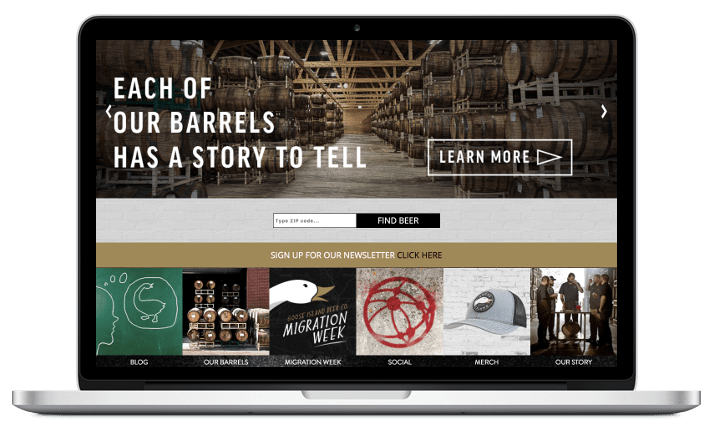 EACH OF
OUR BARRELS
HAS A STORY TO TELL
LEARN MORE
Type ZIP code...
FIND BEER
SIGN UP FOR OUR NEWSLETTER CLICK HERE
GOOSE ISLAND BEER CO.
MIGRATION
WEEK
BLOG
OUR BARRELS
MIGRATION WEEK
SOCIAL
MERCH
OUR STORY